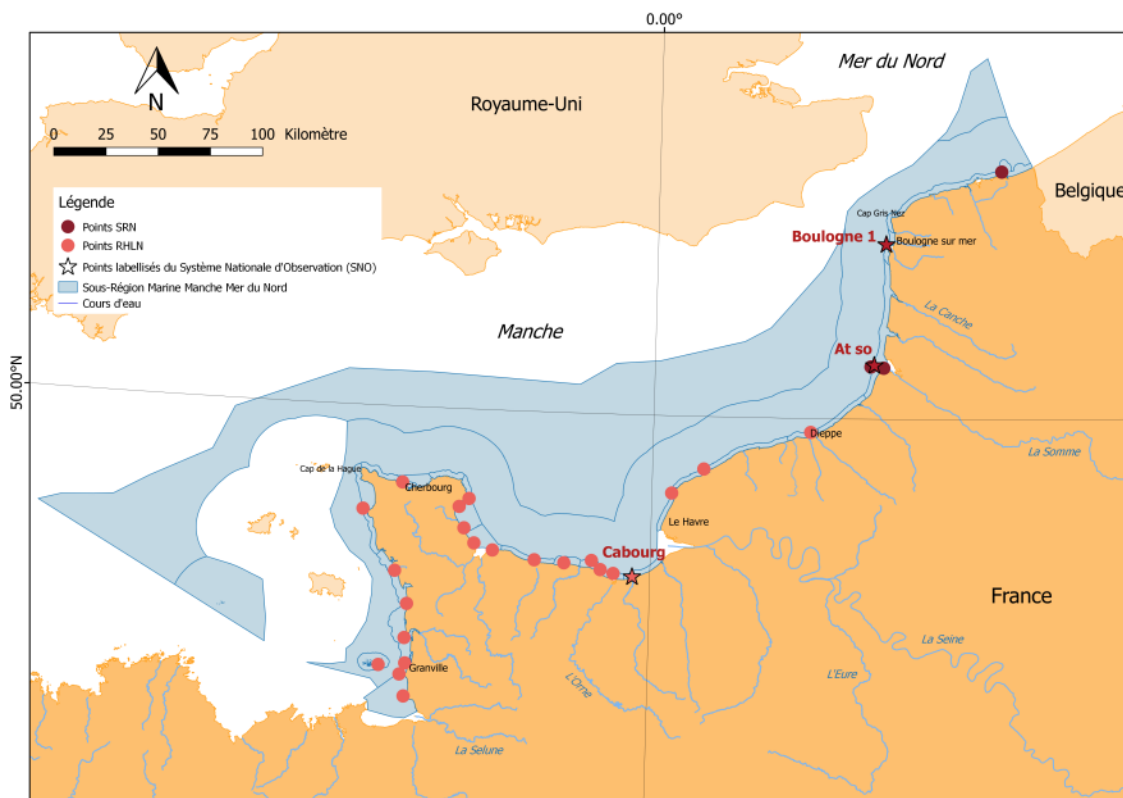 0.00°
Mer du Nord
N
Royaume-Uni
0 25 50 75 100 Kilomètre
Belgique
Légende
Points SRN
Points RHLN
Points labellisés du Système Nationale d'Observation (SNO)
Sous-Région Marine Manche Mer du Nord
Cours d'eau
Cap Gris-Nez
Boulogne 1
Boulogne sur mer
La Canche
Manche
At so
50.00°N
Dieppe
La Somme
Cap de la Hague
Cherbourg
Le Havre
Cabourg
France
La Seine
Granville
L'Orne
L'Eure
La Selune